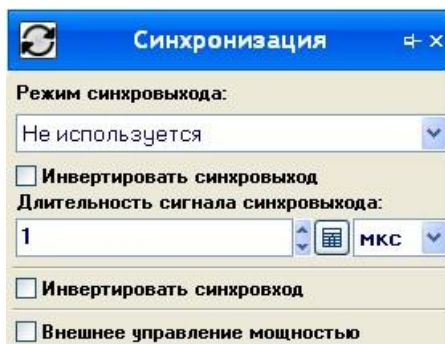 Синхронизация
Режим синхровыхода:
Не используется
Инвертировать синхровыход
Длительность сигнала синхровыхода:
1 мкс
Инвертировать синхровход
Внешнее управление мощностью